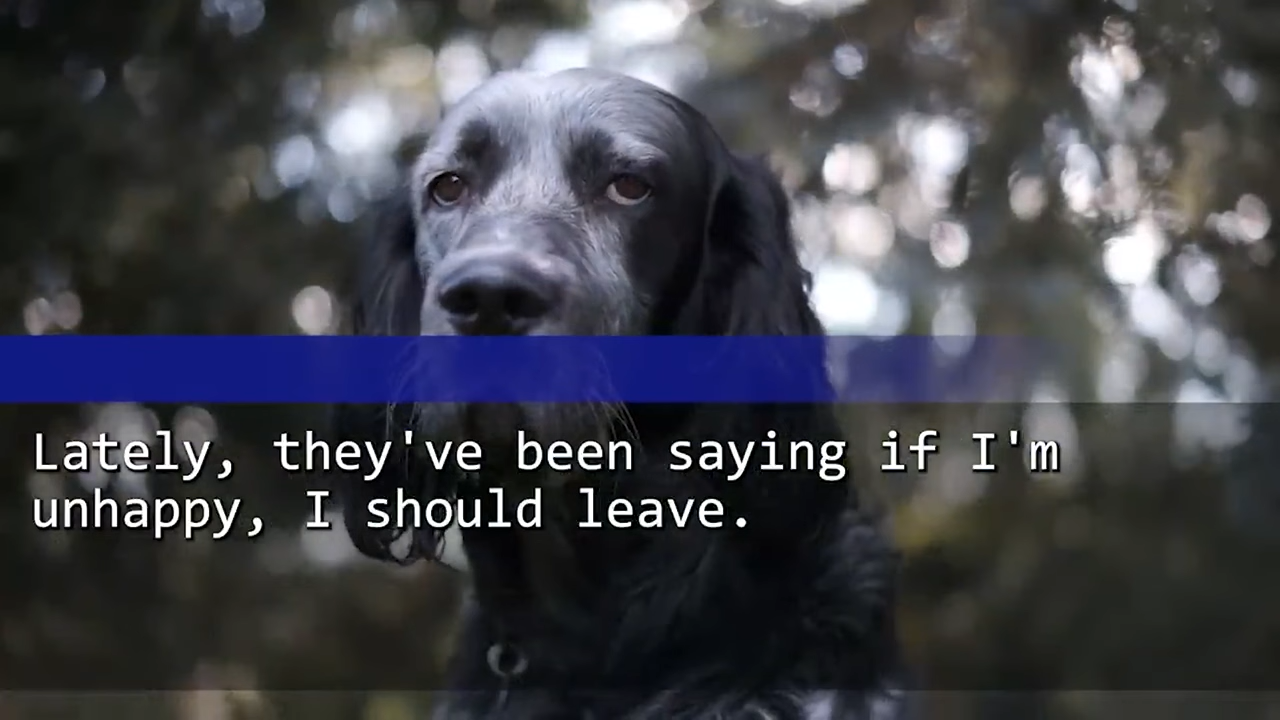 Lately, they've been saying if I'm
unhappy, I should leave.